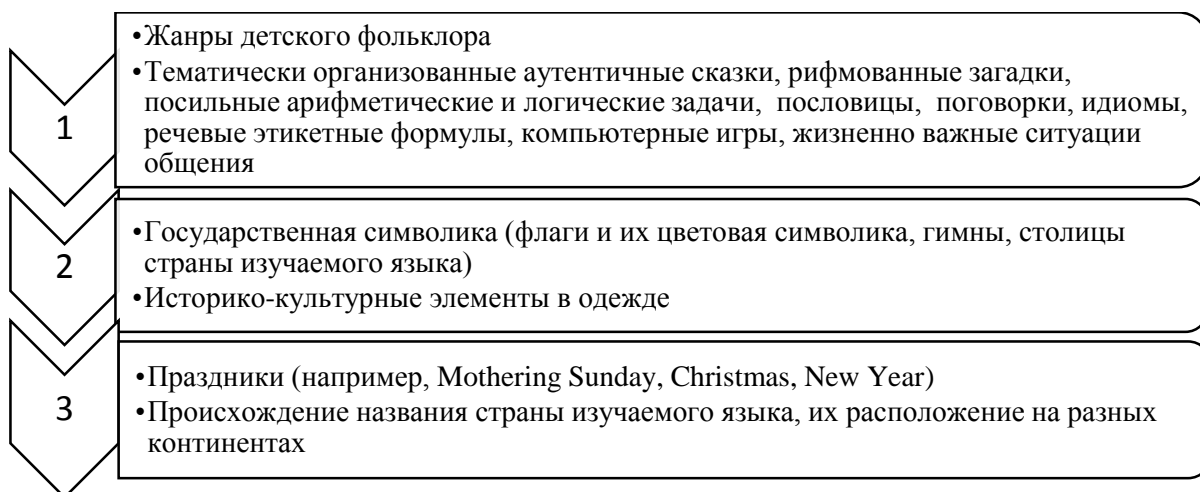 1
•Жанры детского фольклора
•Тематически организованные аутентичные сказки, рифмованные загадки,
посильные арифметические и логические задачи, пословицы, поговорки, идиомы,
речевые этикетные формулы, компьютерные игры, жизненно важные ситуации
общения
2
•Государственная символика (флаги и их цветовая символика, гимны, столицы
страны изучаемого языка)
•Историко-культурные элементы в одежде
3
•Праздники (например, Mothering Sunday, Christmas, New Year)
•Происхождение названия страны изучаемого языка, их расположение на разных
континентах